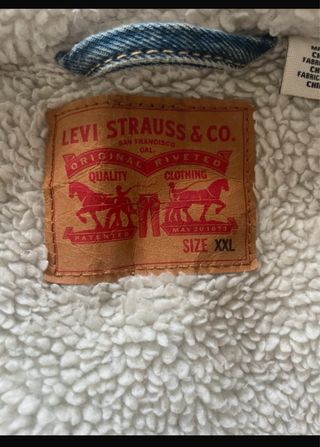 LEVI STRAUSS & CO.
SAN FRANCISCO
CAL.
ORIGINAL RIVETED
QUALITY CLOTHING
PATENTED MAY 20 1873
SIZE XXL